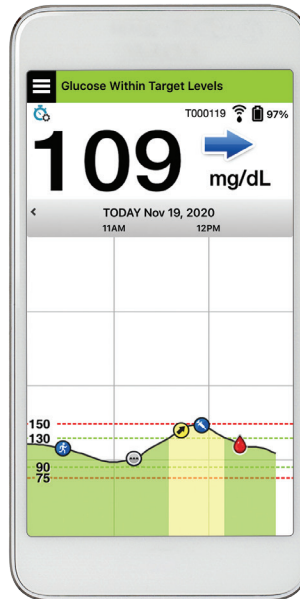 Glucose Within Target Levels
T000119 97%
109
mg/dL
< TODAY Nov 19, 2020
11AM 12PM
150
130
90
75